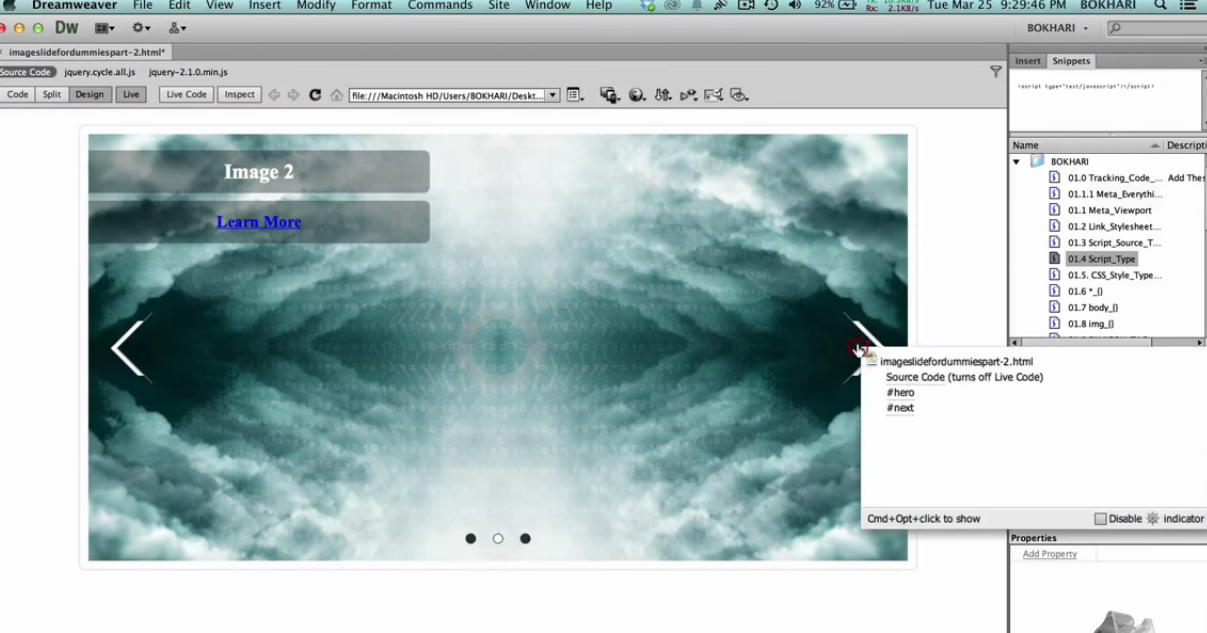 Dreamweaver File Edit View Insert Modify Format Commands Site Window Help 92% Rx: 2.1KB/s Tue Mar 25 9:29:46 PM BOKHARI
Dw BOKHARI
imageslidefordummiespart-2.html*
Source Code jquery.cycle.all.js jquery-2.1.0.min.js
Code Split Design Live Live Code Inspect file:///Macintosh HD/Users/BOKHARI/Deskt...
Image 2
Learn More
Insert Snippets
<script type="text/javascript"></script>
Name Descripti
BOKHARI
01.0 Tracking_Code_... Add Thes
01.1.1 Meta_Everythi...
01.1 Meta_Viewport
01.2 Link_Stylesheet...
01.3 Script_Source_T...
01.4 Script_Type
01.5. CSS_Style_Type...
01.6 *_{}
01.7 body_{}
01.8 img_{}
imageslidefordummiespart-2.html
Source Code (turns off Live Code)
#hero
#next
Cmd+Opt+click to show Disable indicator
Properties
Add Property